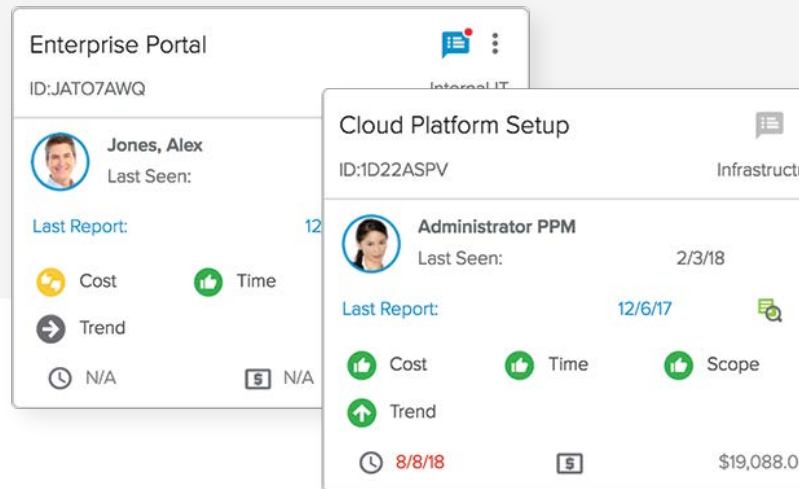 Enterprise Portal
ID:JATO7AWQ
Jones, Alex
Last Seen:
Last Report: 12
Cost Time
Trend
N/A $ N/A
Cloud Platform Setup
ID:1D22ASPV Infrastruct
Administrator PPM
Last Seen: 2/3/18
Last Report: 12/6/17
Cost Time Scope
Trend
8/8/18 $ $19,088.0